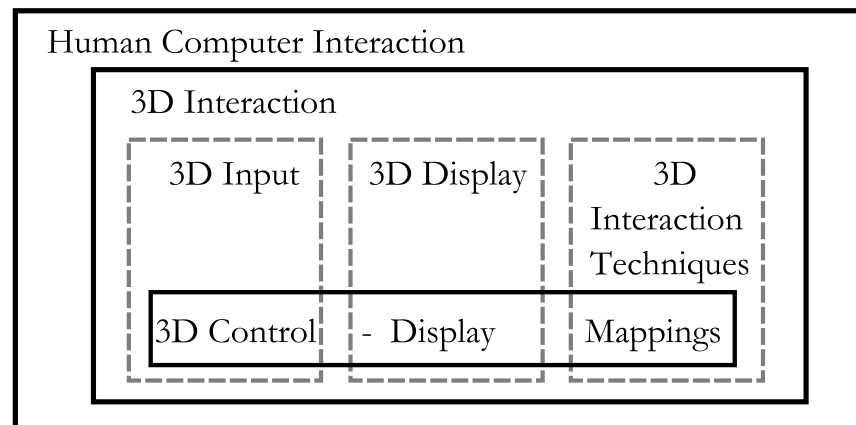 Human Computer Interaction
3D Interaction
3D Input
3D Display
3D
Interaction
Techniques
3D Control - Display Mappings